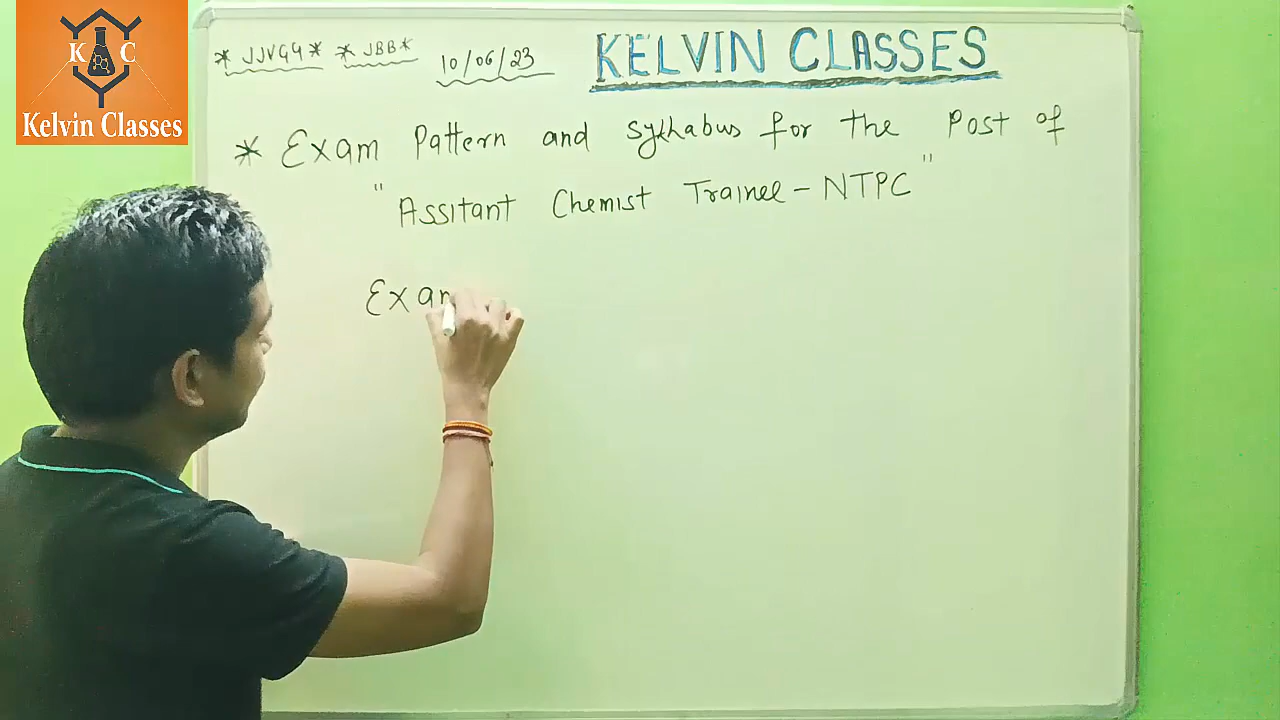 K C
Kelvin Classes
* JJVGY * * JBB * 10/06/23 KELVIN CLASSES
* Exam Pattern and Syllabus for the Post of
"Assitant Chemist Trainee - NTPC"
Exam